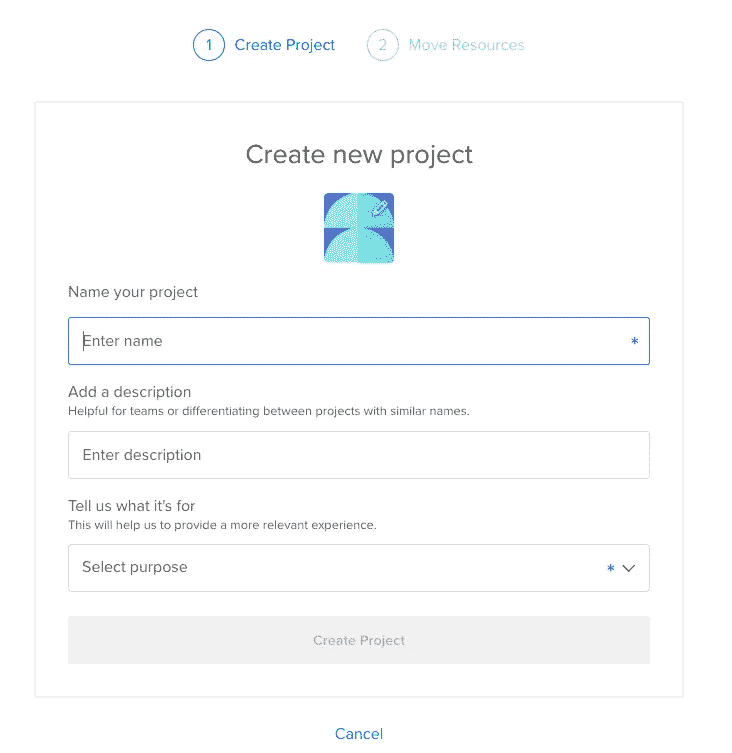 1 Create Project 2 Move Resources
Create new project
Name your project
Enter name *
Add a description
Helpful for teams or differentiating between projects with similar names.
Enter description
Tell us what it's for
This will help us to provide a more relevant experience.
Select purpose *
Create Project
Cancel